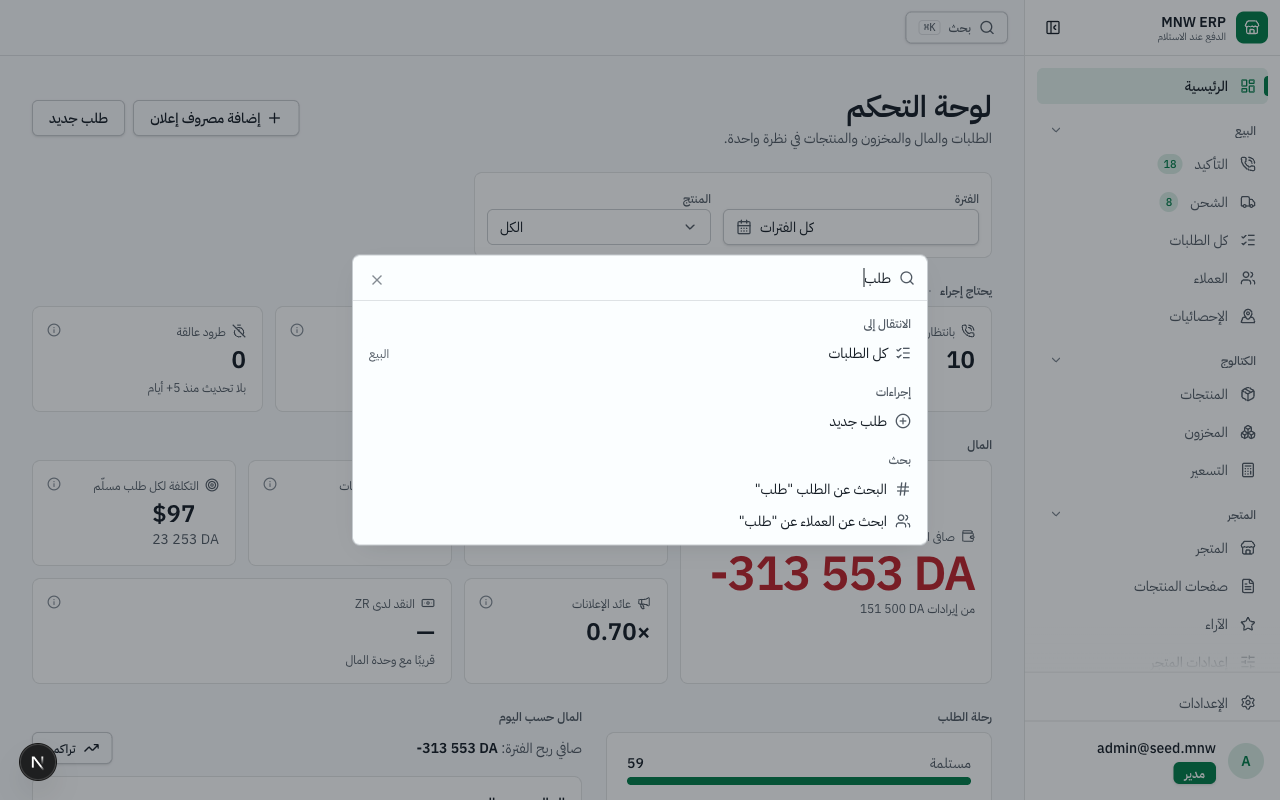 MNW ERP
الدفع عند الاستلام
بحث
⌘K
الرئيسية
البيع
التأكيد
18
الشحن
8
كل الطلبات
العملاء
الإحصائيات
الكتالوج
المنتجات
المخزون
التسعير
المتجر
المتجر
صفحات المنتجات
الآراء
إعدادات المتجر
الإعدادات
admin@seed.mnw
مدير
A
لوحة التحكم
الطلبات والمال والمخزون والمنتجات في نظرة واحدة.
إضافة مصروف إعلان
طلب جديد
الفترة
كل الفترات
المنتج
الكل
يحتاج إجراء ·
10
طرود عالقة
0
بلا تحديث منذ 5+ أيام
طلب
الانتقال إلى
كل الطلبات
البيع
إجراءات
طلب جديد
بحث
البحث عن الطلب "طلب"
ابحث عن العملاء عن "طلب"
المال
صافي
-313 553 DA
من إيرادات 151 500 DA
التكلفة لكل طلب مسلّم
$97
23 253 DA
عائد الإعلانات
0.70×
النقد لدى ZR
—
قريبًا مع وحدة المال
رحلة الطلب
مستلمة
59
المال حسب اليوم
صافي ربح الفترة: -313 553 DA
N